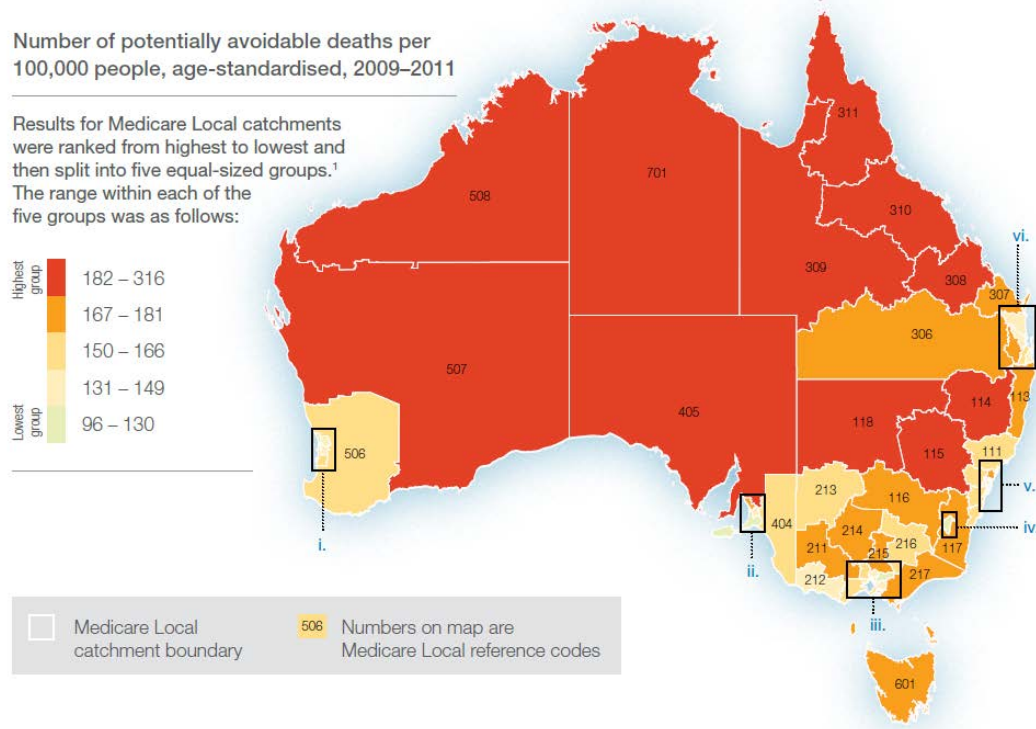 Number of potentially avoidable deaths per
100,000 people, age-standardised, 2009–2011
Results for Medicare Local catchments
were ranked from highest to lowest and
then split into five equal-sized groups.¹
The range within each of the
five groups was as follows:
Highest
group
182 – 316
167 – 181
150 – 166
131 – 149
96 – 130
Lowest
group
311
701
508
310
vi.
309
308
307
306
507
405
114
113
118
115
111
506
213
116
v.
404
214
216
iv.
211
215
117
i.
212
217
ii.
iii.
Medicare Local
catchment boundary
506
Numbers on map are
Medicare Local reference codes
601